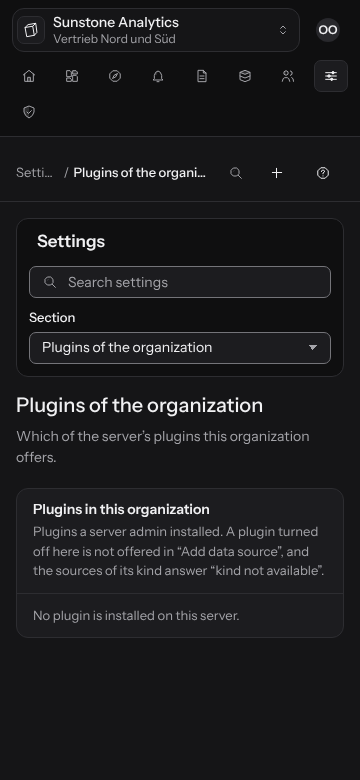 Sunstone Analytics
Vertrieb Nord und Süd
OO
Setti... / Plugins of the organi...
Settings
Search settings
Section
Plugins of the organization
Plugins of the organization
Which of the server’s plugins this organization
offers.
Plugins in this organization
Plugins a server admin installed. A plugin turned
off here is not offered in “Add data source”, and
the sources of its kind answer “kind not available”.
No plugin is installed on this server.